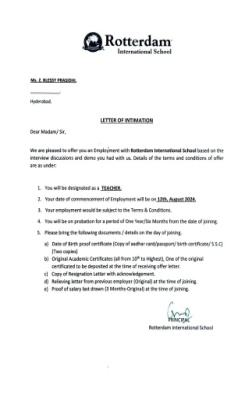 Rotterdam
International School
Ms. J. BLESSY PRASIDHI,
Hyderabad.
LETTER OF INTIMATION
Dear Madam/ Sir,
We are pleased to offer you an Employment with Rotterdam International School based on the
interview discussions and demo you had with us. Details of the terms and conditions of offer
are as under:
1. You will be designated as a TEACHER.
2. Your date of commencement of Employment will be on 12th, August 2024.
3. Your employment would be subject to the Terms & Conditions.
4. You will be on probation for a period of One Year/Six Months from the date of joining.
5. Please bring the following documents / details on the day of joining.
a) Date of Birth proof certificate (Copy of aadhar card/passport/ birth certificate/ S.S.C)
(Two copies)
b) Original Academic Certificates (all from 10th to Highest), One of the original
certificated to be deposited at the time of receiving offer letter.
c) Copy of Resignation Letter with acknowledgement.
d) Relieving letter from previous employer (Original) at the time of joining.
e) Proof of salary last drawn (3 Months-Original) at the time of joining.
PRINCIPAL
Rotterdam International School